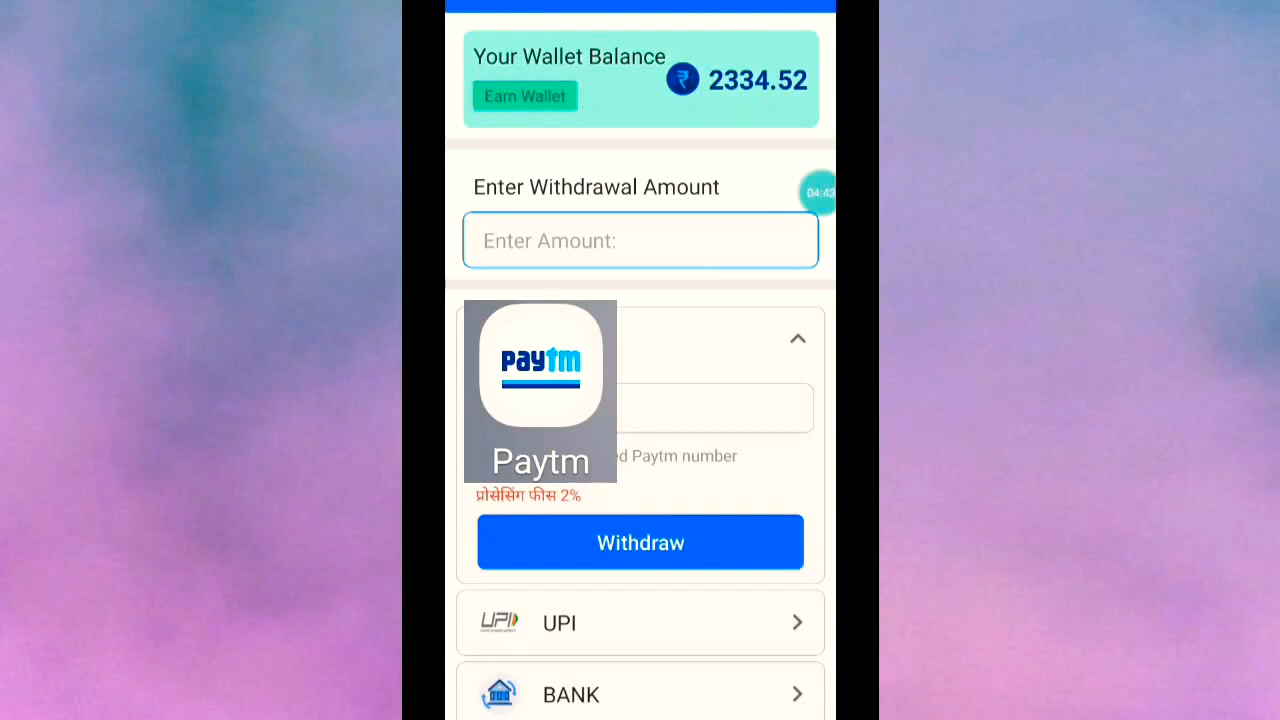 Your Wallet Balance
₹ 2334.52
Earn Wallet
Enter Withdrawal Amount
04:43
Enter Amount:
paytm
Paytm
Paytm number
प्रोसेसिंग फीस 2%
Withdraw
UPI UPI
BANK